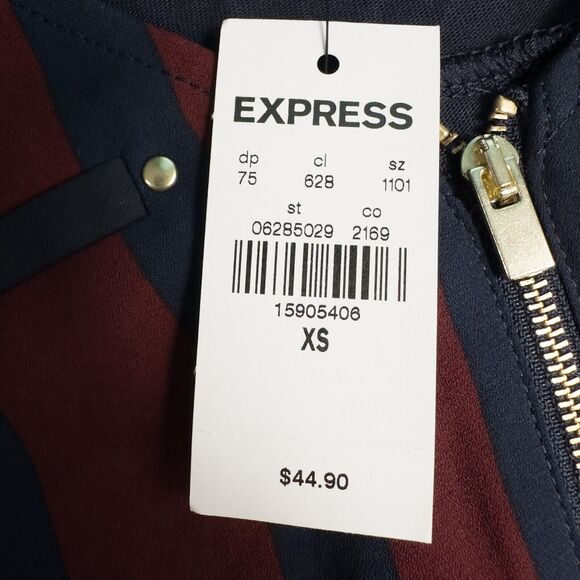 EXPRESS
dp cl sz
75 628 1101
st co
06285029 2169
15905406
XS
$44.90